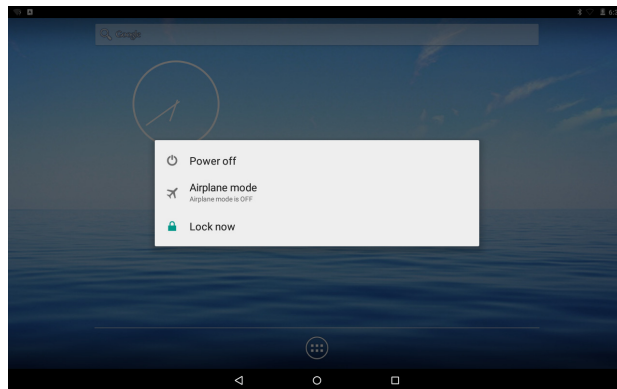 Google
Power off
Airplane mode
Airplane mode is OFF
Lock now